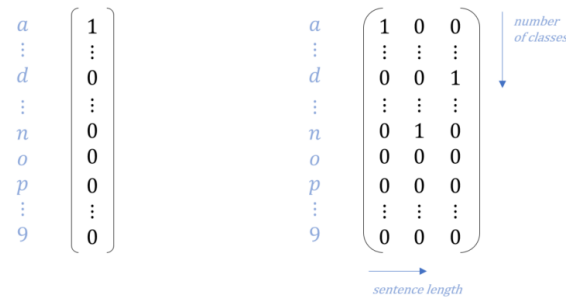 a 1 a 1 0 0 number
⋮ ⋮ ⋮ ⋮ ⋮ ⋮ of classes
d 0 d 0 0 1
⋮ ⋮ ⋮ ⋮ ⋮ ⋮
n 0 n 0 1 0
o 0 o 0 0 0
p 0 p 0 0 0
⋮ ⋮ ⋮ ⋮ ⋮ ⋮
9 0 9 0 0 0
sentence length